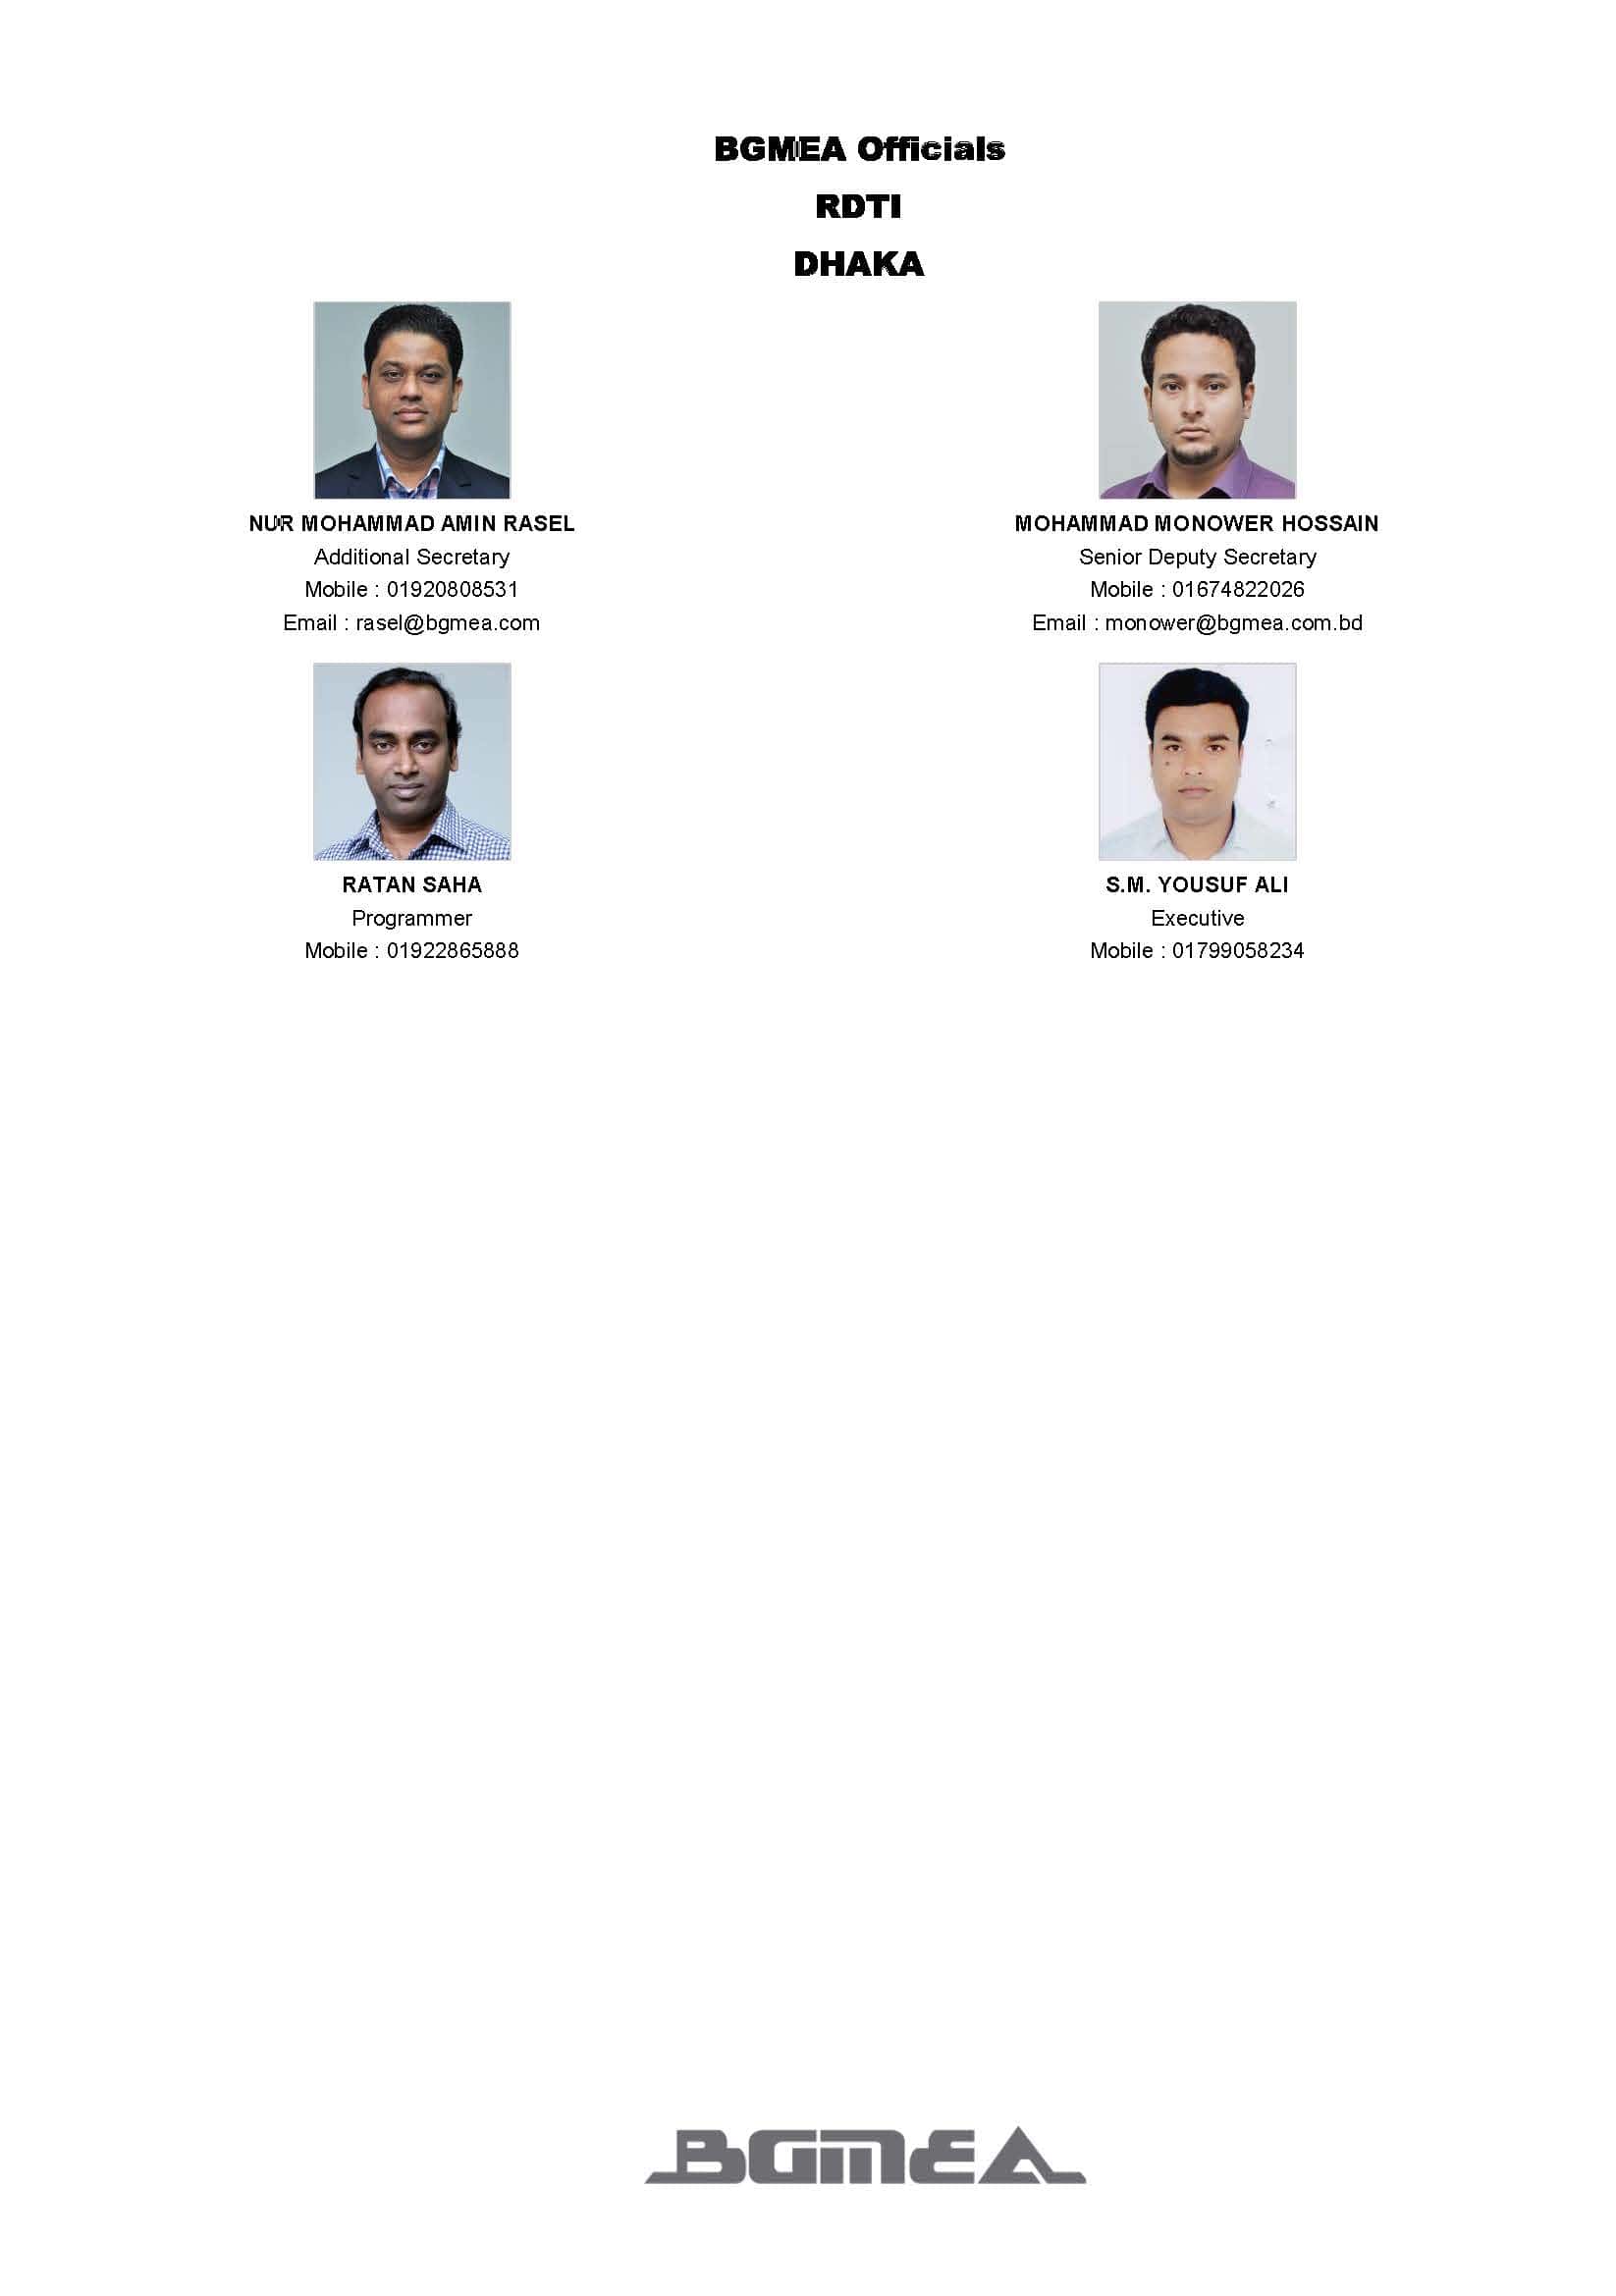 BGMEA Officials
RDTI
DHAKA
NUR MOHAMMAD AMIN RASEL
Additional Secretary
Mobile : 01920808531
Email : rasel@bgmea.com
MOHAMMAD MONOWER HOSSAIN
Senior Deputy Secretary
Mobile : 01674822026
Email : monower@bgmea.com.bd
RATAN SAHA
Programmer
Mobile : 01922865888
S.M. YOUSUF ALI
Executive
Mobile : 01799058234
BGMEA